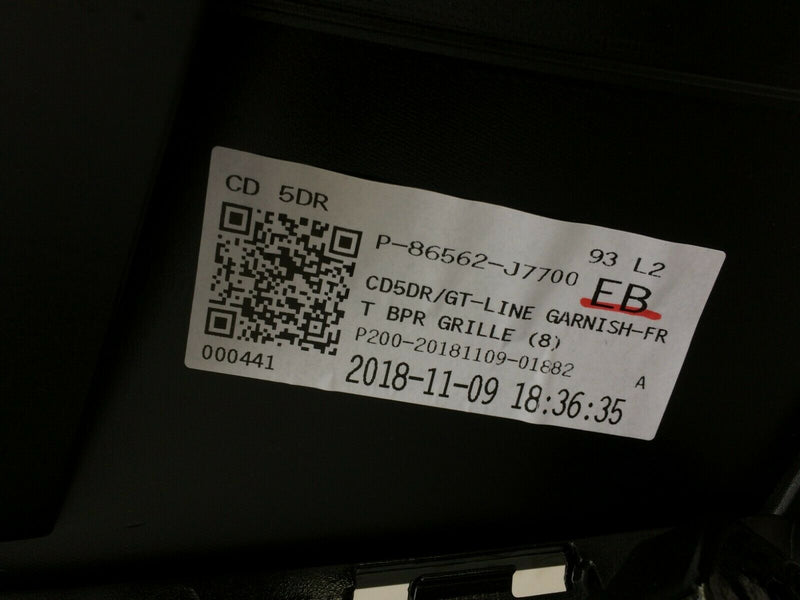 CD 5DR
93 L2
P-86562-J7700 EB
CD5DR/GT-LINE GARNISH-FR
T BPR GRILLE (8)
P200-20181109-01882 A
000441
2018-11-09 18:36:35